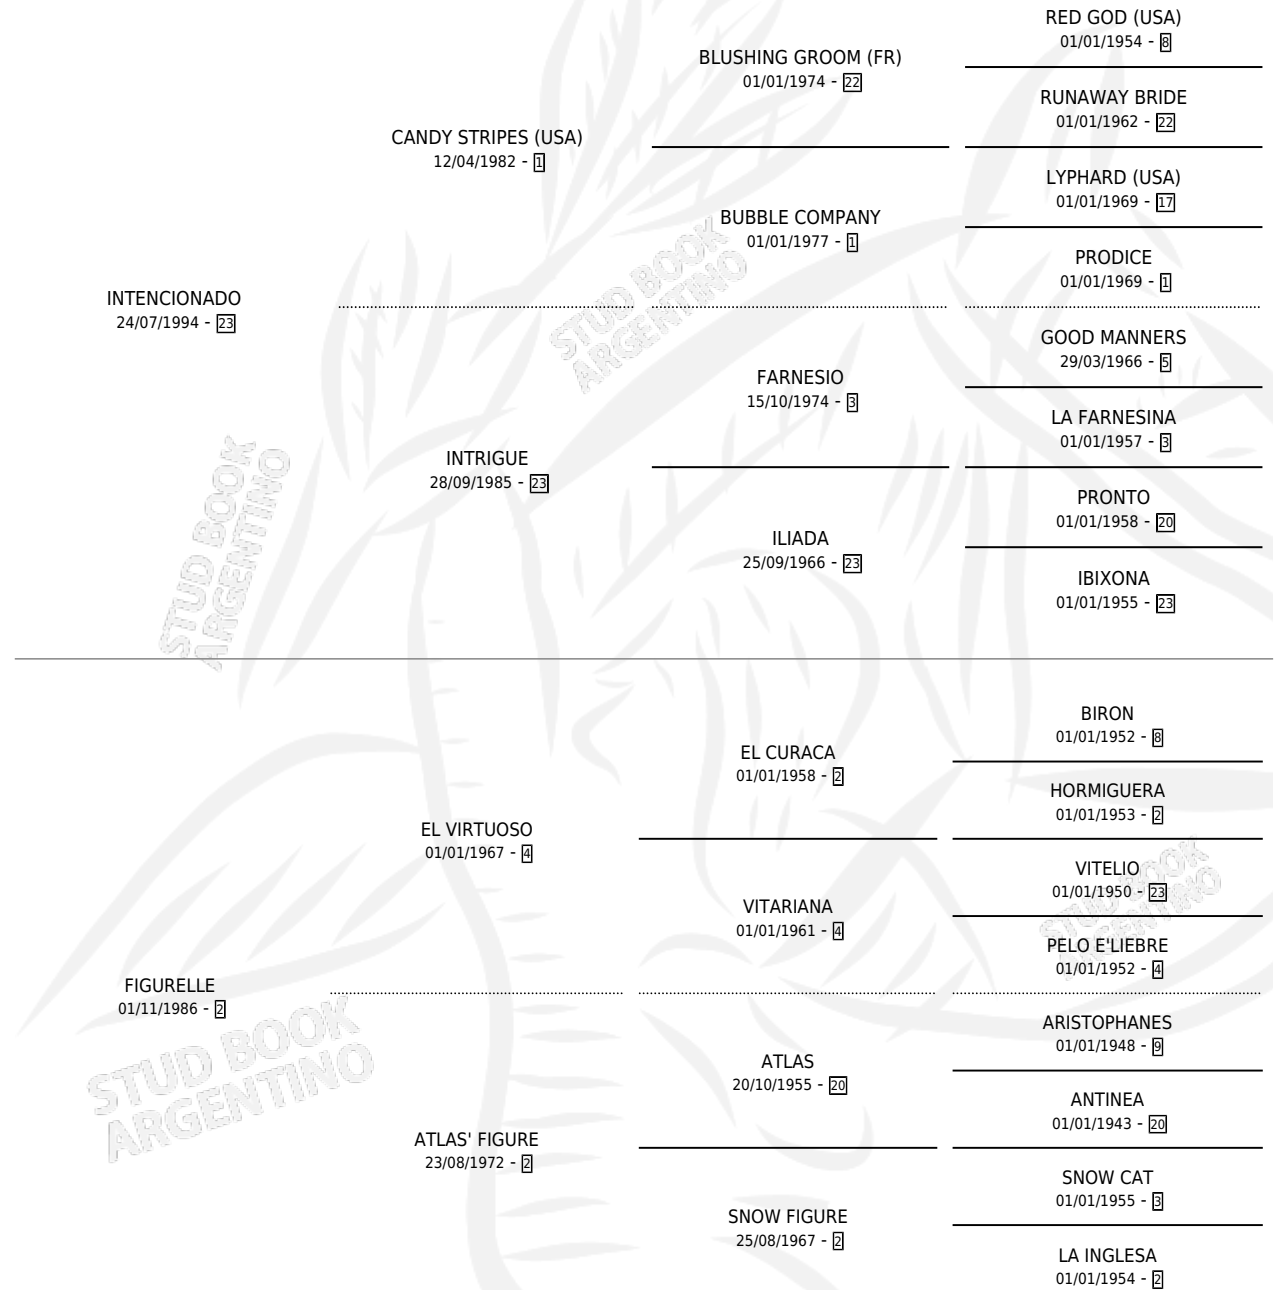 RED GOD (USA)
01/01/1954 - 8
BLUSHING GROOM (FR)
01/01/1974 - 22
RUNAWAY BRIDE
01/01/1962 - 22
CANDY STRIPES (USA)
12/04/1982 - 1
LYPHARD (USA)
01/01/1969 - 17
BUBBLE COMPANY
01/01/1977 - 1
PRODICE
01/01/1969 - 1
INTENCIONADO
24/07/1994 - 23
STUD BOOK
ARGENTINO
GOOD MANNERS
29/03/1966 - 5
FARNESIO
15/10/1974 - 3
LA FARNESINA
01/01/1957 - 3
INTRIGUE
28/09/1985 - 23
PRONTO
01/01/1958 - 20
ILIADA
25/09/1966 - 23
IBIXONA
01/01/1955 - 23
STUD BOOK
ARGENTINO
BIRON
01/01/1952 - 8
EL CURACA
01/01/1958 - 2
HORMIGUERA
01/01/1953 - 2
EL VIRTUOSO
01/01/1967 - 4
VITELIO
01/01/1950 - 23
VITARIANA
01/01/1961 - 4
STUD BOOK
ARGENTINO
PELO E'LIEBRE
01/01/1952 - 4
FIGURELLE
01/11/1986 - 2
STUD BOOK
ARGENTINO
ARISTOPHANES
01/01/1948 - 9
ATLAS
20/10/1955 - 20
ANTINEA
01/01/1943 - 20
ATLAS' FIGURE
23/08/1972 - 2
SNOW CAT
01/01/1955 - 3
SNOW FIGURE
25/08/1967 - 2
LA INGLESA
01/01/1954 - 2